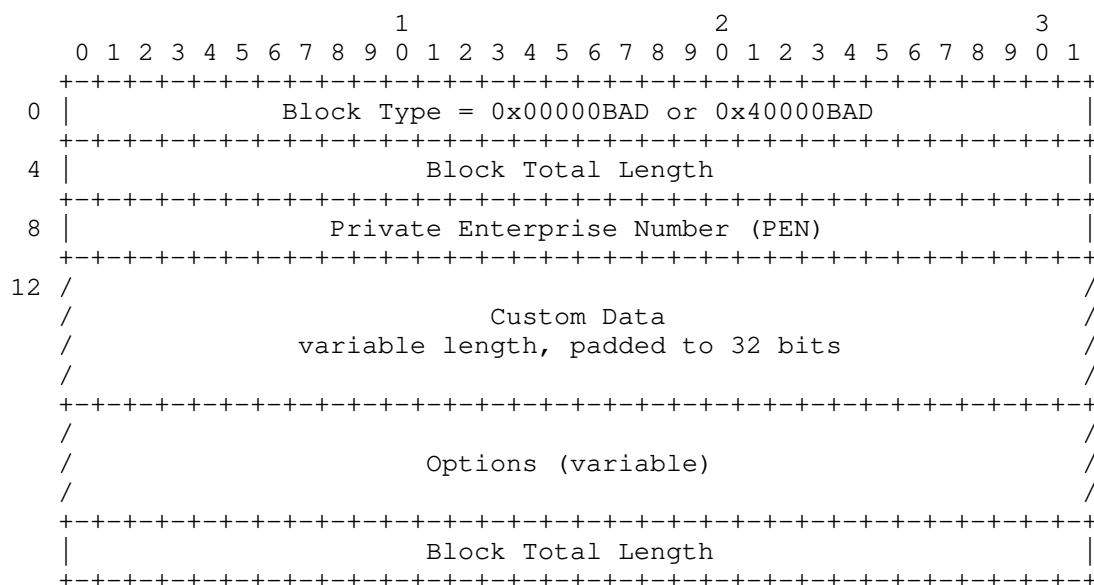 1                   2                   3
    0 1 2 3 4 5 6 7 8 9 0 1 2 3 4 5 6 7 8 9 0 1 2 3 4 5 6 7 8 9 0 1
   +-+-+-+-+-+-+-+-+-+-+-+-+-+-+-+-+-+-+-+-+-+-+-+-+-+-+-+-+-+-+-+-+
 0 |             Block Type = 0x00000BAD or 0x40000BAD             |
   +-+-+-+-+-+-+-+-+-+-+-+-+-+-+-+-+-+-+-+-+-+-+-+-+-+-+-+-+-+-+-+-+
 4 |                      Block Total Length                       |
   +-+-+-+-+-+-+-+-+-+-+-+-+-+-+-+-+-+-+-+-+-+-+-+-+-+-+-+-+-+-+-+-+
 8 |                Private Enterprise Number (PEN)                |
   +-+-+-+-+-+-+-+-+-+-+-+-+-+-+-+-+-+-+-+-+-+-+-+-+-+-+-+-+-+-+-+-+
12 /                                                               /
   /                          Custom Data                          /
   /              variable length, padded to 32 bits               /
   /                                                               /
   +-+-+-+-+-+-+-+-+-+-+-+-+-+-+-+-+-+-+-+-+-+-+-+-+-+-+-+-+-+-+-+-+
   /                                                               /
   /                      Options (variable)                       /
   /                                                               /
   +-+-+-+-+-+-+-+-+-+-+-+-+-+-+-+-+-+-+-+-+-+-+-+-+-+-+-+-+-+-+-+-+
   |                      Block Total Length                       |
   +-+-+-+-+-+-+-+-+-+-+-+-+-+-+-+-+-+-+-+-+-+-+-+-+-+-+-+-+-+-+-+-+